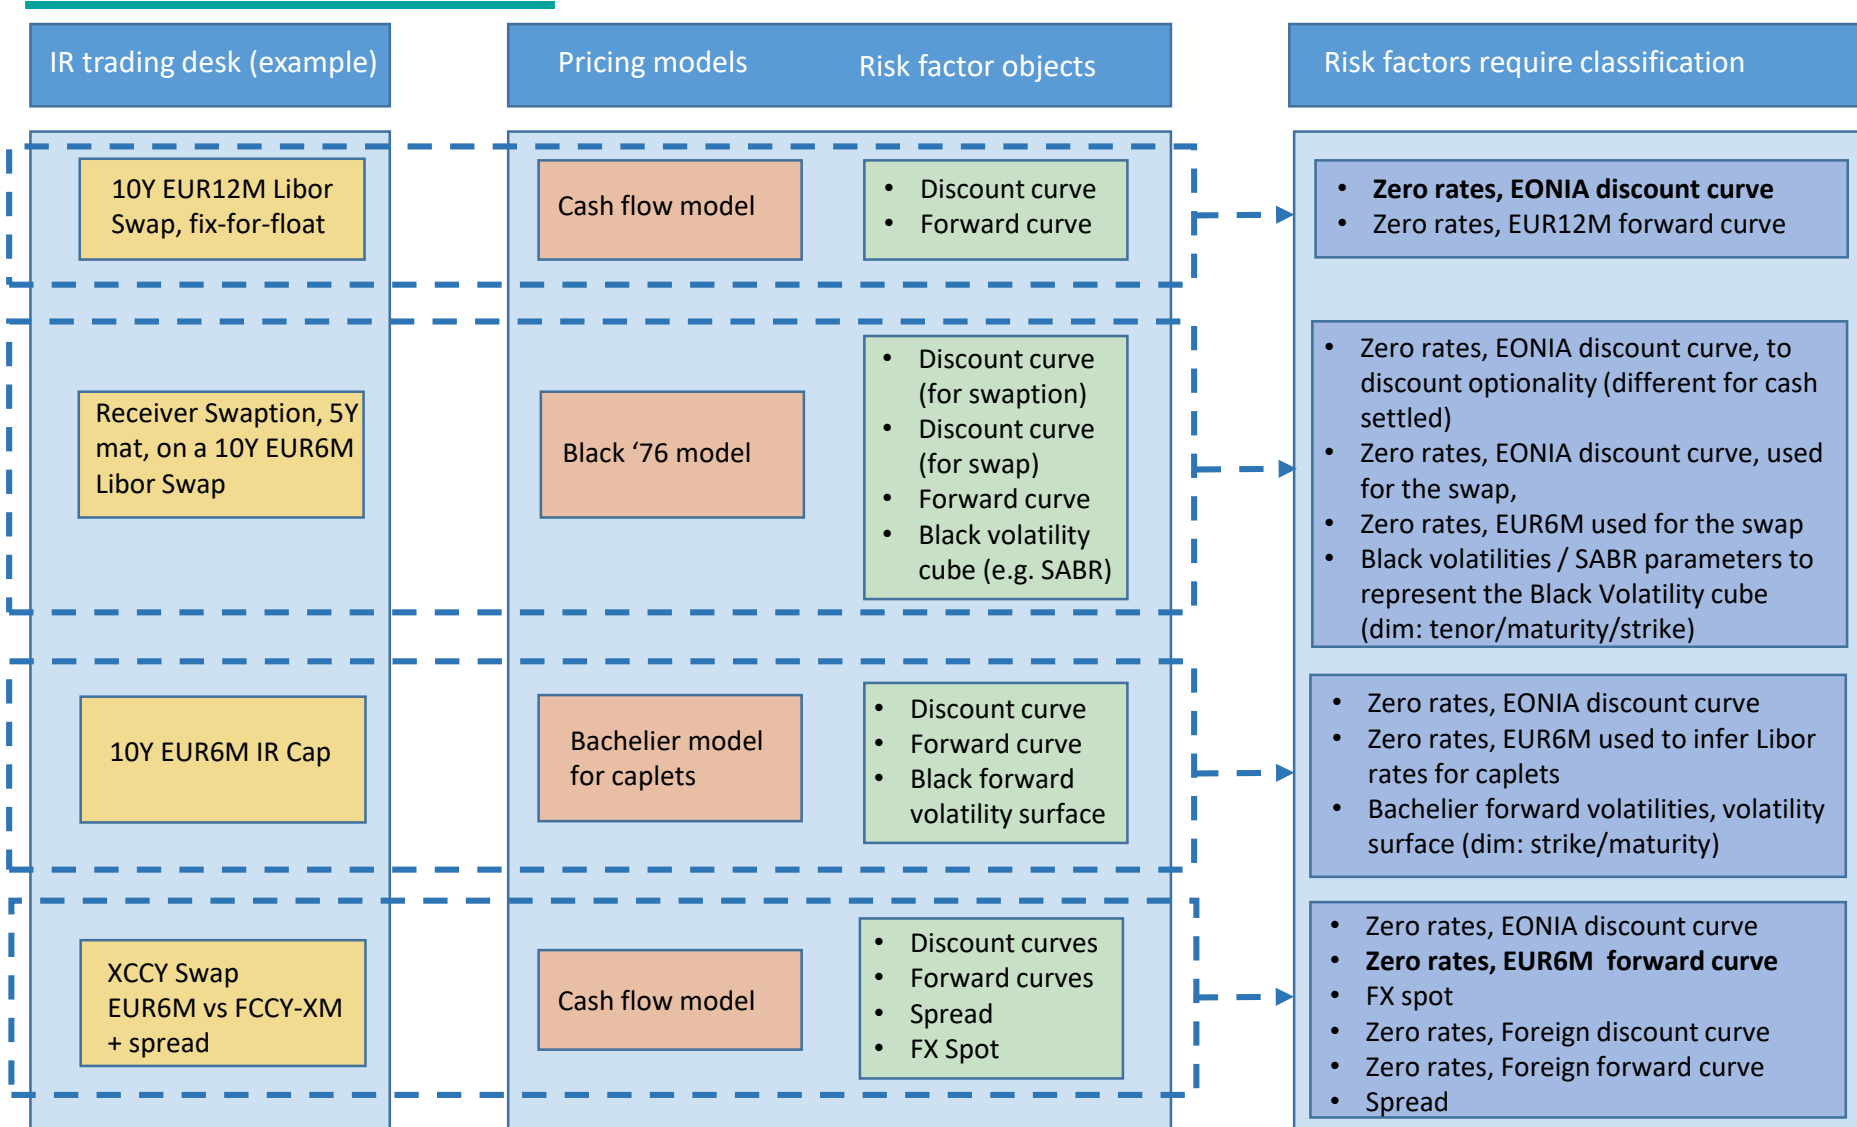 IR trading desk (example)
Pricing models
Risk factor objects
Risk factors require classification
10Y EUR12M Libor
Swap, fix-for-float
Cash flow model
• Discount curve
• Forward curve
• Zero rates, EONIA discount curve
• Zero rates, EUR12M forward curve
Receiver Swaption, 5Y
mat, on a 10Y EUR6M
Libor Swap
Black ‘76 model
• Discount curve
(for swaption)
• Discount curve
(for swap)
• Forward curve
• Black volatility
cube (e.g. SABR)
• Zero rates, EONIA discount curve, to
discount optionality (different for cash
settled)
• Zero rates, EONIA discount curve, used
for the swap,
• Zero rates, EUR6M used for the swap
• Black volatilities / SABR parameters to
represent the Black Volatility cube
(dim: tenor/maturity/strike)
10Y EUR6M IR Cap
Bachelier model
for caplets
• Discount curve
• Forward curve
• Black forward
volatility surface
• Zero rates, EONIA discount curve
• Zero rates, EUR6M used to infer Libor
rates for caplets
• Bachelier forward volatilities, volatility
surface (dim: strike/maturity)
XCCY Swap
EUR6M vs FCCY-XM
+ spread
Cash flow model
• Discount curves
• Forward curves
• Spread
• FX Spot
• Zero rates, EONIA discount curve
• Zero rates, EUR6M  forward curve
• FX spot
• Zero rates, Foreign discount curve
• Zero rates, Foreign forward curve
• Spread